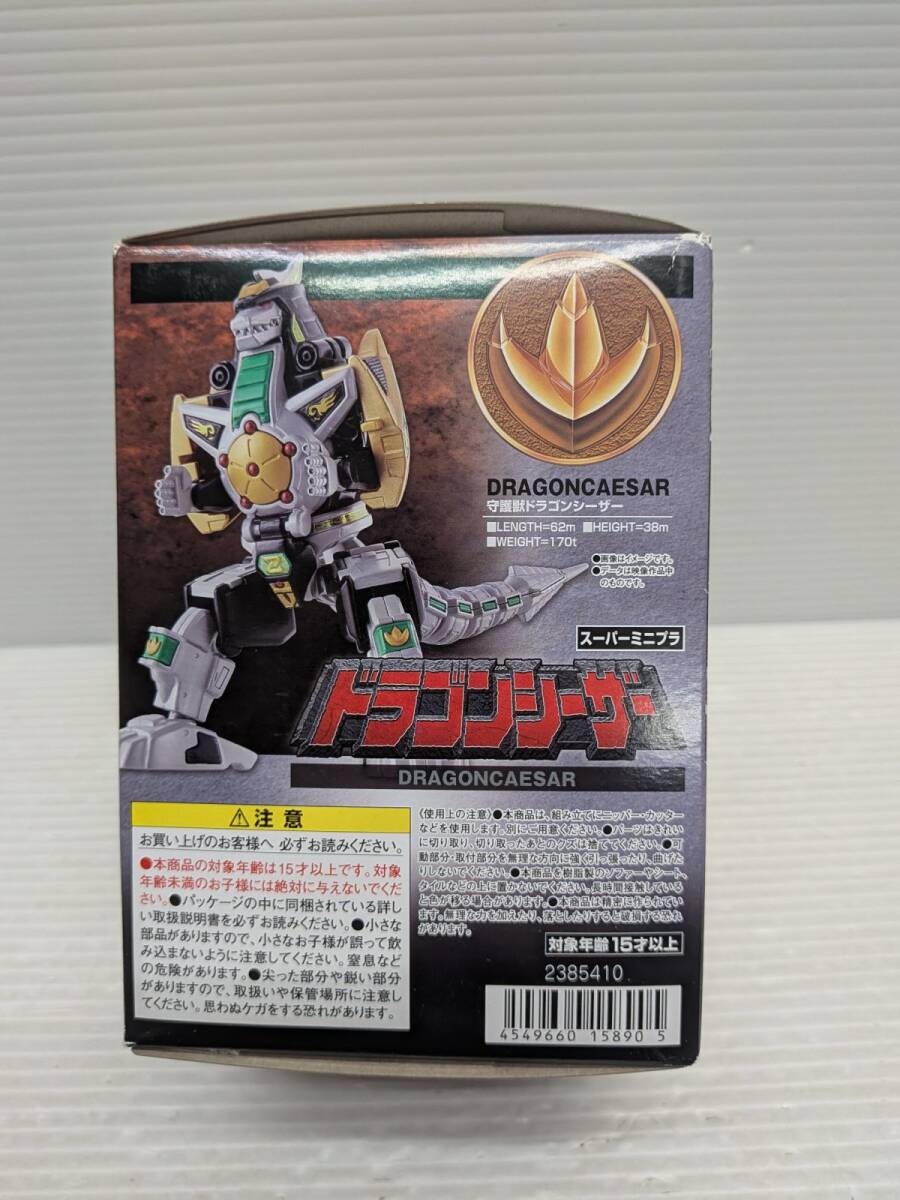 DRAGONCAESAR
守護獣ドラゴンシーザー
■LENGTH=62m ■HEIGHT=38m
■WEIGHT=170t
●画像はイメージです。
●データは映像作品中
のものです。
スーパーミニプラ
ドラゴンシーザー
DRAGONCAESAR
⚠注意
お買い上げのお客様へ 必ずお読みください。
●本商品の対象年齢は15才以上です。対象
年齢未満のお子様には絶対に与えないでくだ
さい。●パッケージの中に同梱されている詳し
い取扱説明書を必ずお読みください。●小さな
部品がありますので、小さなお子様が誤って飲
み込まないように注意してください。窒息など
の危険があります。●尖った部分や鋭い部分
がありますので、取扱いや保管場所に注意し
てください。思わぬケガをする恐れがあります。
《使用上の注意》●本商品は、組み立てにニッパー・カッター
などを使用します。別にご用意ください。●パーツはきれい
に切り取り、切り取ったあとのクズは捨ててください。●可
動部分・取付部分を無理な方向に強く引っ張ったり、曲げた
りしないでください。●本商品を樹脂製のソファーやシート、
タイルなどの上に置かないでください。長時間接触している
と色が移る場合があります。●本商品は精密に作られてい
ます。無理な力を加えたり、落としたりすると破損する恐れ
があります。
対象年齢15才以上
2385410
4549660 15890 5